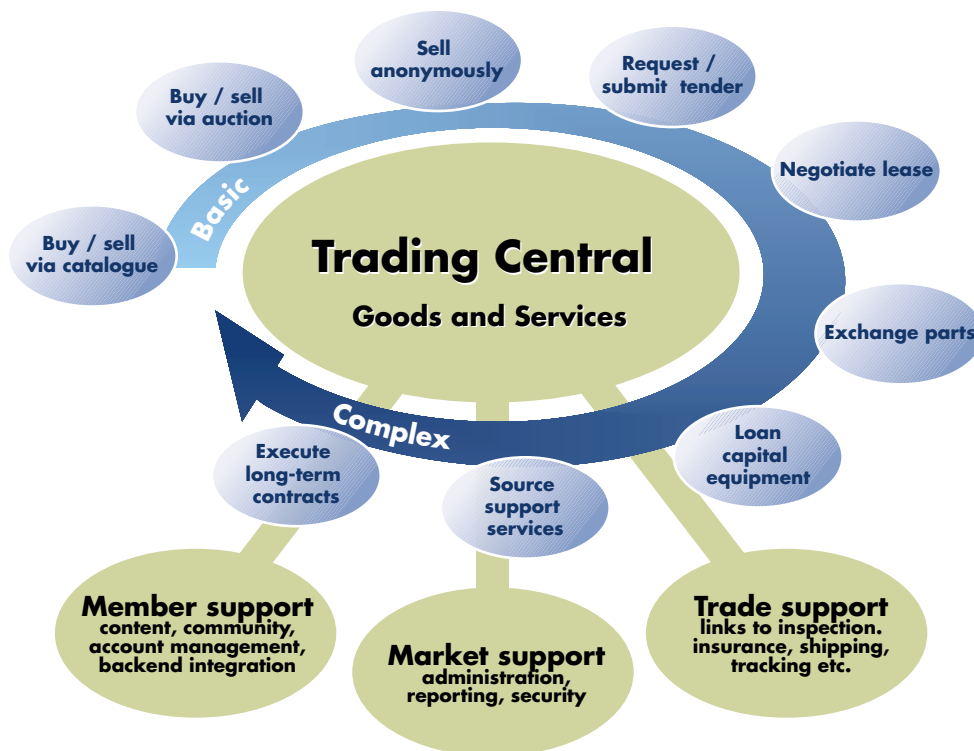 Sell
anonymously
Request /
submit tender
Buy / sell
via auction
Negotiate lease
Basic
Buy / sell
via catalogue
Trading Central
Goods and Services
Exchange parts
Complex
Loan
capital
equipment
Execute
long-term
contracts
Source
support
services
Member support
content, community,
account management,
backend integration
Market support
administration,
reporting, security
Trade support
links to inspection.
insurance, shipping,
tracking etc.